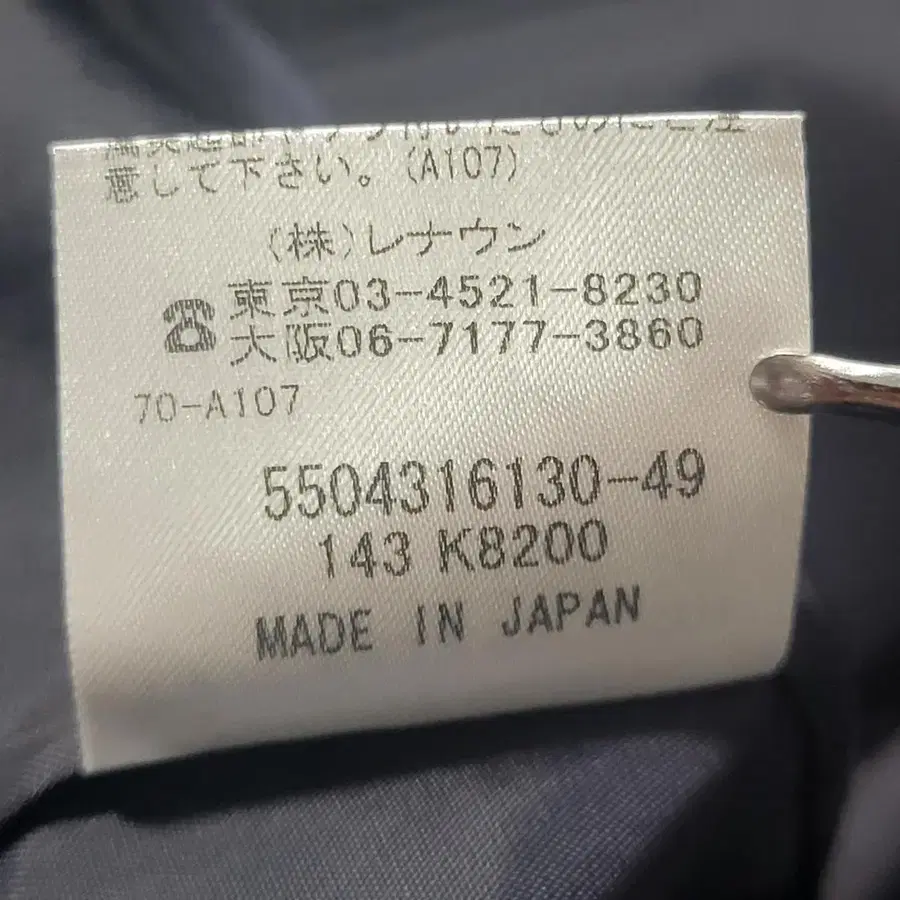 意して下さい。(A107)
(株)レナウン
☎東京03-4521-8230
大阪06-7177-3860
70-A107
5504316130-49
143 K8200
MADE IN JAPAN